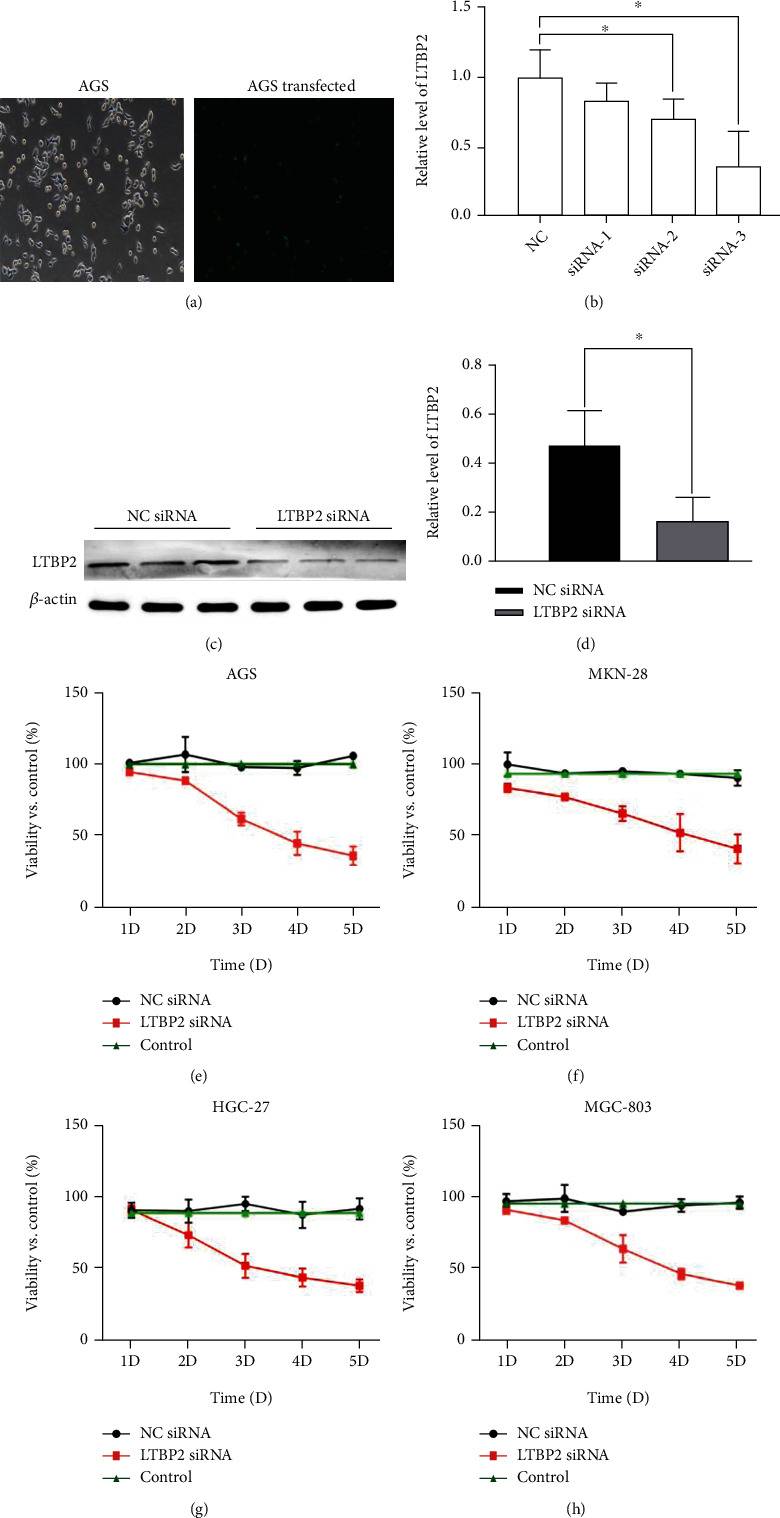 AGS
AGS transfected
(a)
Relative level of LTBP2
1.5
1.0
0.5
0.0
*
*
NC
siRNA-1
siRNA-2
siRNA-3
(b)
NC siRNA
LTBP2 siRNA
LTBP2
β-actin
(c)
Relative level of LTBP2
0.8
0.6
0.4
0.2
0.0
*
NC siRNA
LTBP2 siRNA
(d)
AGS
Viability vs. control (%)
150
100
50
0
1D 2D 3D 4D 5D
Time (D)
NC siRNA
LTBP2 siRNA
Control
(e)
MKN-28
Viability vs. control (%)
150
100
50
0
1D 2D 3D 4D 5D
Time (D)
NC siRNA
LTBP2 siRNA
Control
(f)
HGC-27
Viability vs. control (%)
150
100
50
0
1D 2D 3D 4D 5D
Time (D)
NC siRNA
LTBP2 siRNA
Control
(g)
MGC-803
Viability vs. control (%)
150
100
50
0
1D 2D 3D 4D 5D
Time (D)
NC siRNA
LTBP2 siRNA
Control
(h)